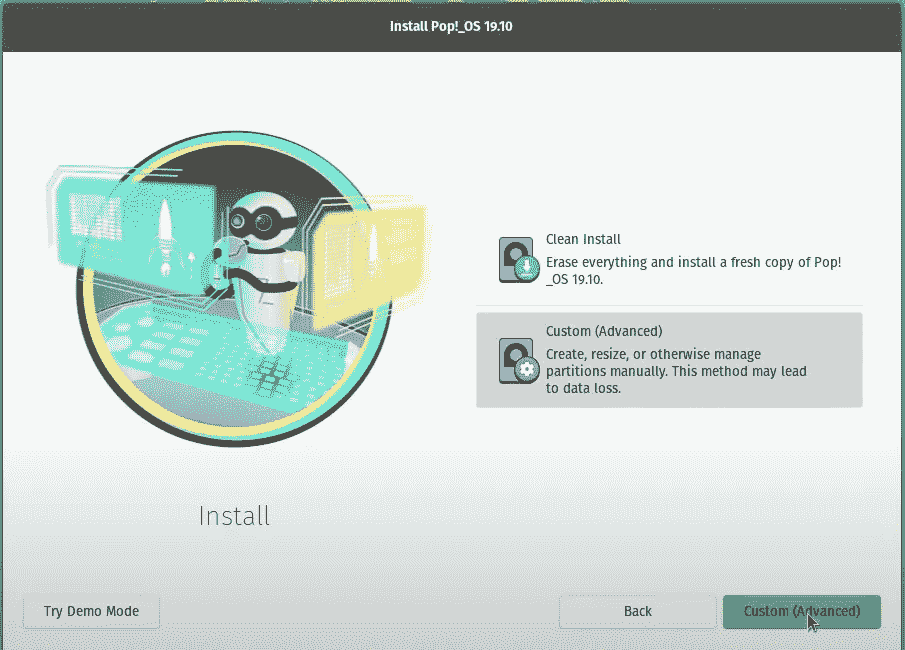 Install Pop!_OS 19.10
Clean Install
Erase everything and install a fresh copy of Pop!
_OS 19.10.
Custom (Advanced)
Create, resize, or otherwise manage
partitions manually. This method may lead
to data loss.
Install
Try Demo Mode
Back
Custom (Advanced)